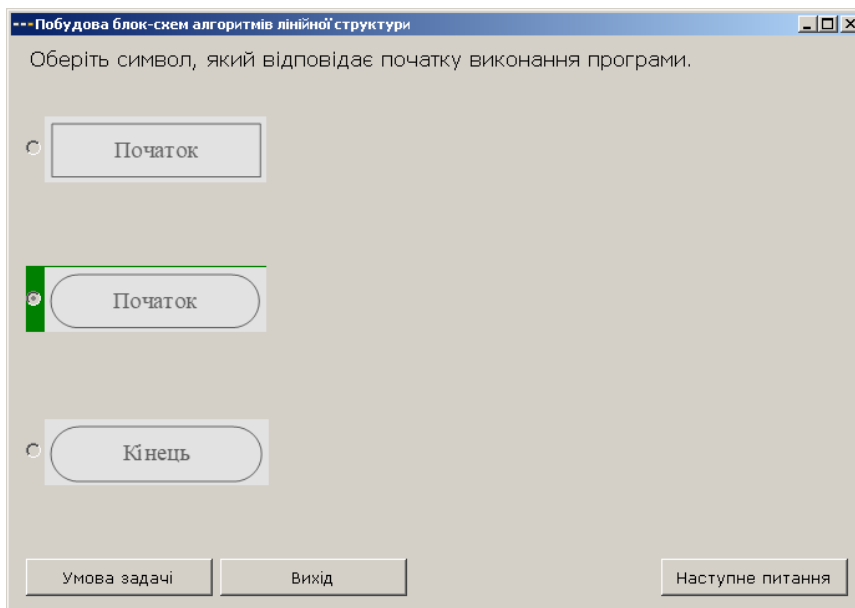 ---Побудова блок-схем алгоритмів лінійної структури
Оберіть символ, який відповідає початку виконання програми.
Початок
Початок
Кінець
Умова задачі
Вихід
Наступне питання